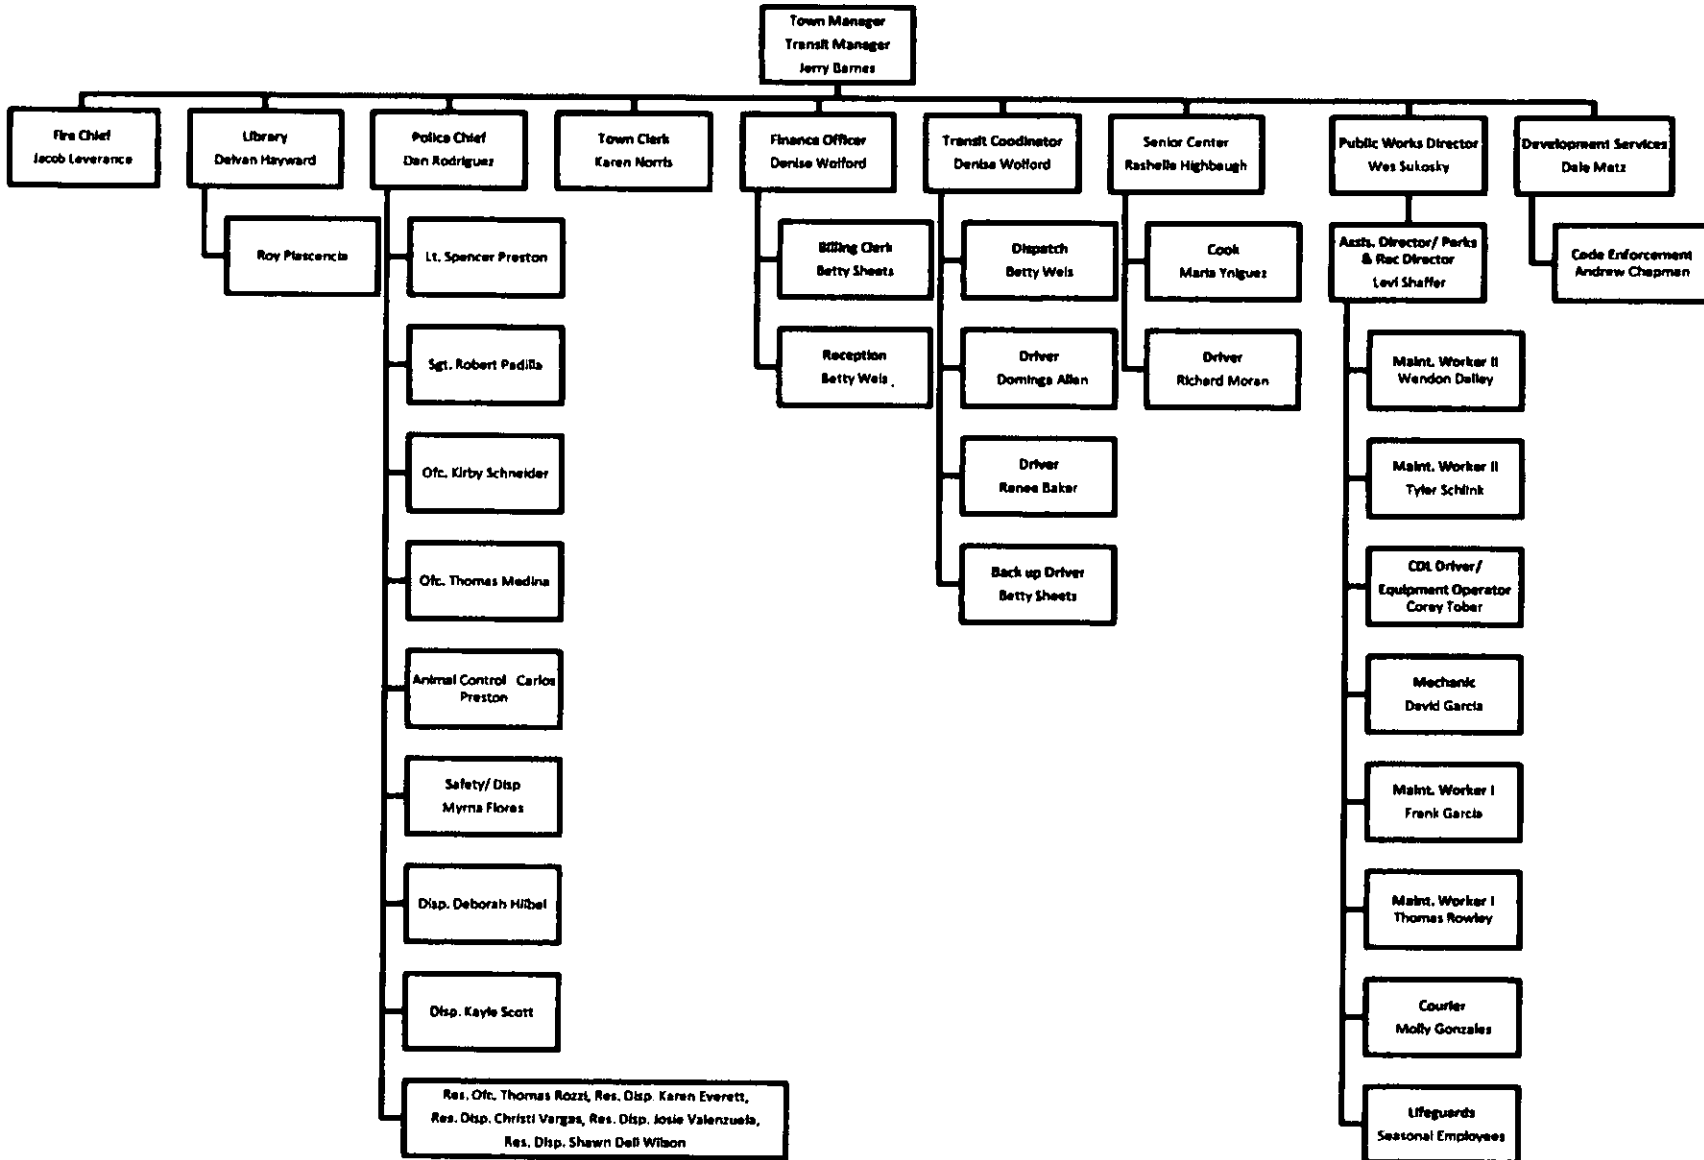 Town Manager
Transit Manager
Jerry Barnes
Fire Chief
Jacob Leverance
Library
Delvan Hayward
Police Chief
Dan Rodriguez
Town Clerk
Karen Norris
Finance Officer
Denise Wolford
Transit Coodinator
Denise Wolford
Senior Center
Rashelle Highbaugh
Public Works Director
Wes Sukosky
Development Services
Dale Metz
Roy Plascencia
Lt. Spencer Preston
Billing Clerk
Betty Sheets
Dispatch
Betty Weis
Cook
Maria Yniguez
Assis. Director/ Parks
& Rec Director
Levi Shaffer
Code Enforcement
Andrew Chapman
Sgt. Robert Padilla
Reception
Betty Weis
Driver
Dominga Allen
Driver
Richard Moran
Maint. Worker II
Wendon Dailey
Ofc. Kirby Schneider
Driver
Renee Baker
Maint. Worker II
Tyler Schlink
Ofc. Thomas Medina
Back up Driver
Betty Sheets
CDL Driver/
Equipment Operator
Corey Tober
Animal Control Carlos
Preston
Mechanic
David Garcia
Safety/ Disp
Myrna Flores
Maint. Worker I
Frank Garcia
Disp. Deborah Hilbel
Maint. Worker I
Thomas Rowley
Disp. Kayle Scott
Courier
Molly Gonzales
Res. Ofc. Thomas Rozzi, Res. Disp. Karen Everett,
Res. Disp. Christi Vargas, Res. Disp. Josie Valenzuela,
Res. Disp. Shawn Dell Wilson
Lifeguards
Seasonal Employees